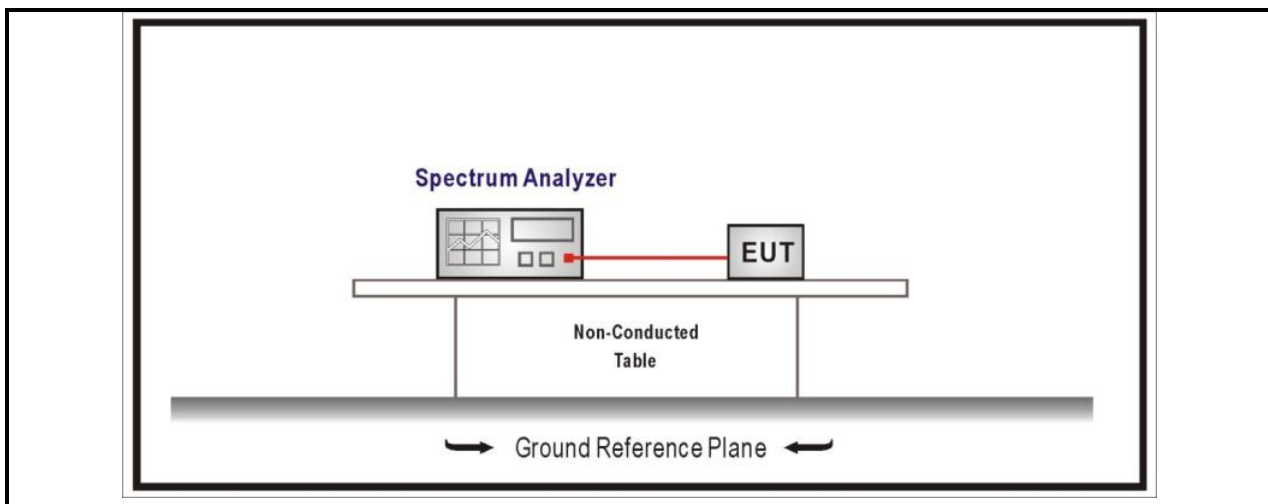 Spectrum Analyzer
EUT
Non-Conducted
Table
Ground Reference Plane